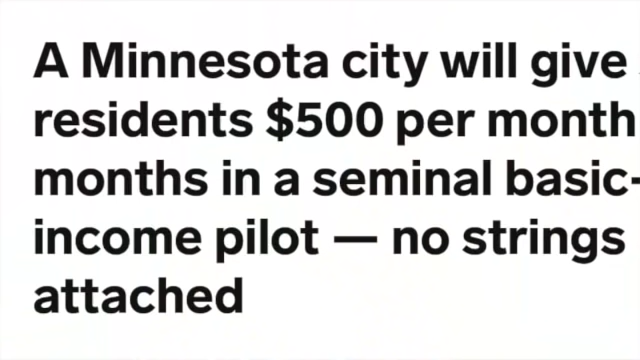 A Minnesota city will give
residents $500 per month
months in a seminal basic-
income pilot — no strings
attached